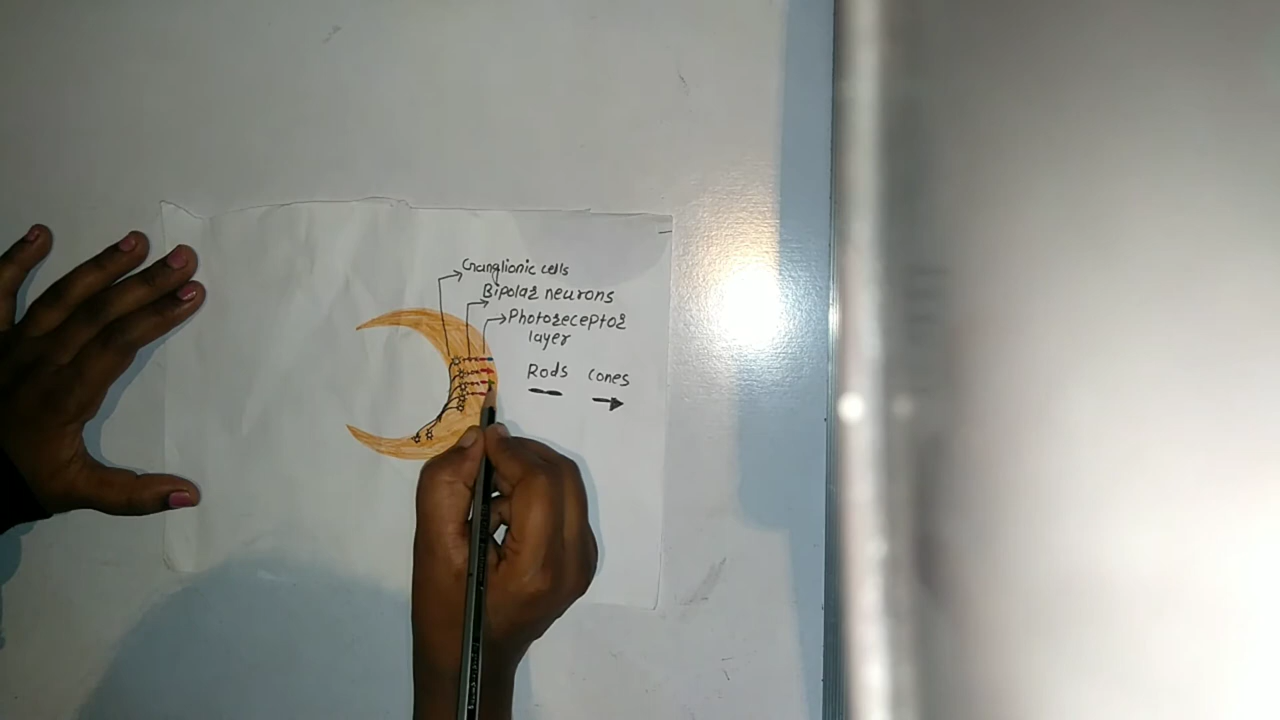 Ganglionic cells
Bipolar neurons
Photoreceptor
layer
Rods
Cones